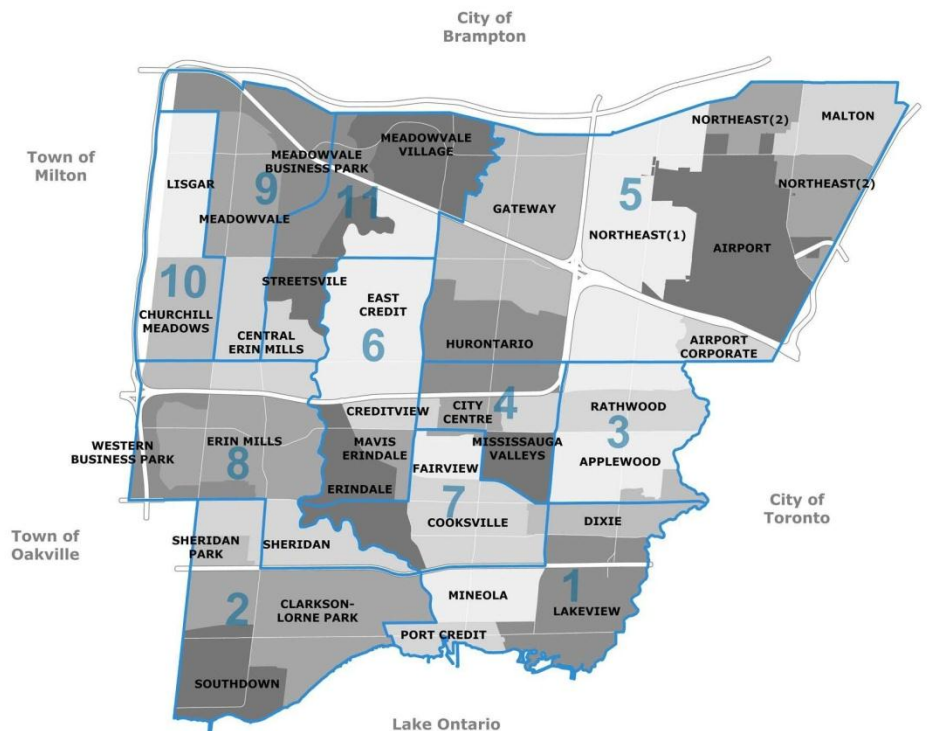 City of
Brampton
NORTHEAST(2)
MALTON
MEADOWVALE
VILLAGE
Town of
Milton
MEADOWVALE
BUSINESS PARK
LISGAR
9
NORTHEAST(2)
5
11
GATEWAY
MEADOWVALE
NORTHEAST(1)
AIRPORT
10
STREETSVILE
EAST
CREDIT
CHURCHILL
MEADOWS
CENTRAL
ERIN MILLS
6
HURONTARIO
AIRPORT
CORPORATE
CREDITVIEW
CITY
CENTRE
4
RATHWOOD
3
WESTERN
BUSINESS PARK
ERIN MILLS
8
MAVIS
ERINDALE
MISSISSAUGA
VALLEYS
FAIRVIEW
APPLEWOOD
ERINDALE
7
City of
Toronto
COOKSVILLE
DIXIE
Town of
Oakville
SHERIDAN
PARK
SHERIDAN
MINEOLA
1
LAKEVIEW
2
CLARKSON-
LORNE PARK
PORT CREDIT
SOUTHDOWN
Lake Ontario